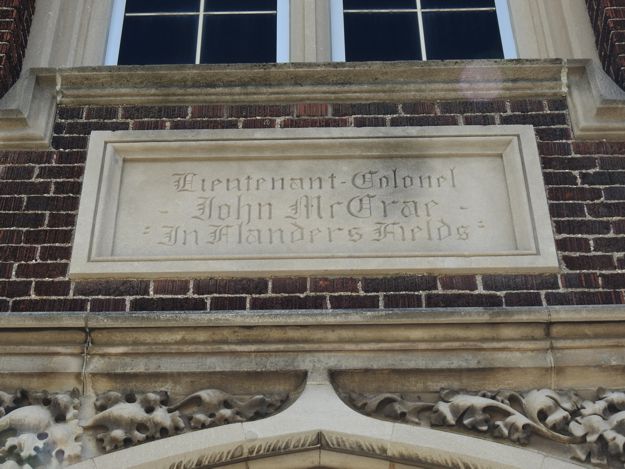 Lieutenant-Colonel
- John McCrae -
: In Flanders Fields :